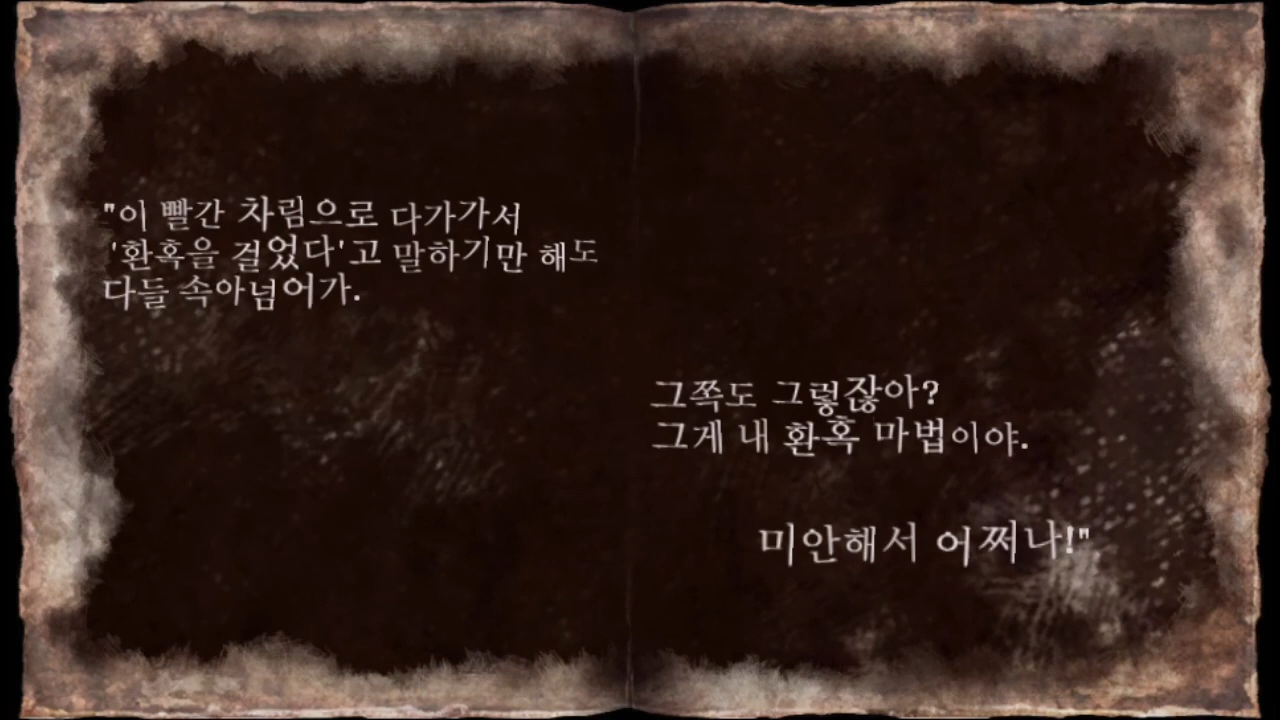 "이 빨간 차림으로 다가가서
'환혹을 걸었다'고 말하기만 해도
다들 속아넘어가.
그쪽도 그렇잖아?
그게 내 환혹 마법이야.
미안해서 어쩌나!"